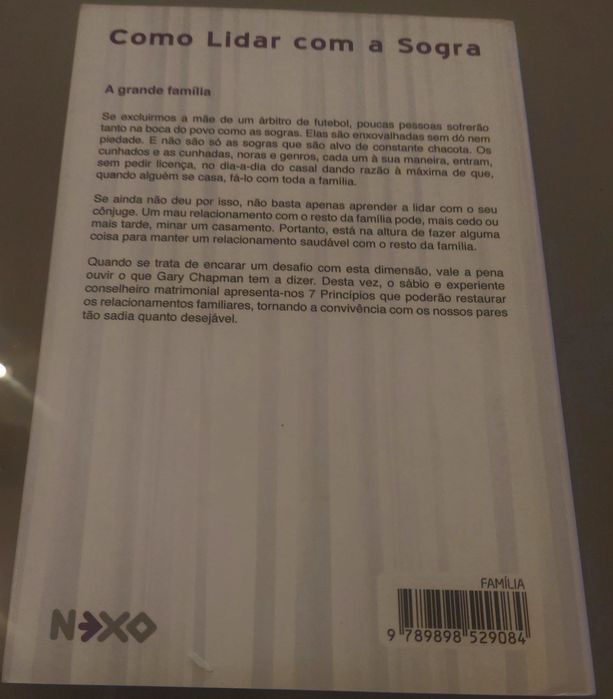 Como Lidar com a Sogra
A grande família
Se excluirmos a mãe de um árbitro de futebol, poucas pessoas sofrerão
tanto na boca do povo como as sogras. Elas são enxovalhadas sem dó nem
piedade. E não são só as sogras que são alvo de constante chacota. Os
cunhados e as cunhadas, noras e genros, cada um à sua maneira, entram,
sem pedir licença, no dia-a-dia do casal dando razão à máxima de que,
quando alguém se casa, fá-lo com toda a família.
Se ainda não deu por isso, não basta apenas aprender a lidar com o seu
cônjuge. Um mau relacionamento com o resto da família pode, mais cedo ou
mais tarde, minar um casamento. Portanto, está na altura de fazer alguma
coisa para manter um relacionamento saudável com o resto da família.
Quando se trata de encarar um desafio com esta dimensão, vale a pena
ouvir o que Gary Chapman tem a dizer. Desta vez, o sábio e experiente
conselheiro matrimonial apresenta-nos 7 Princípios que poderão restaurar
os relacionamentos familiares, tornando a convivência com os nossos pares
tão sadia quanto desejável.
FAMÍLIA
NEXO
9 789898 529084